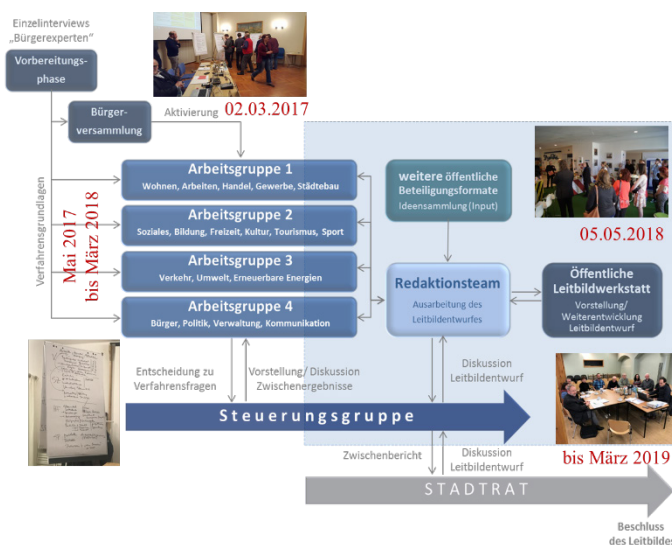 Einzelinterviews
„Bürgerexperten"
Vorbereitungs-
phase
Bürger-
versammlung
Aktivierung
02.03.2017
Verfahrensgrundlagen
Mai 2017
bis März 2018
Arbeitsgruppe 1
Wohnen, Arbeiten, Handel, Gewerbe, Städtebau
Arbeitsgruppe 2
Soziales, Bildung, Freizeit, Kultur, Tourismus, Sport
Arbeitsgruppe 3
Verkehr, Umwelt, Erneuerbare Energien
Arbeitsgruppe 4
Bürger, Politik, Verwaltung, Kommunikation
weitere öffentliche
Beteiligungsformate
Ideensammlung (Input)
05.05.2018
Redaktionsteam
Ausarbeitung des
Leitbildentwurfes
Öffentliche
Leitbildwerkstatt
Vorstellung/
Weiterentwicklung
Leitbildentwurf
Entscheidung zu
Verfahrensfragen
Vorstellung/ Diskussion
Zwischenergebnisse
Diskussion
Leitbildentwurf
Steuerungsgruppe
bis März 2019
Zwischenbericht
Diskussion
Leitbildentwurf
STADTRAT
Beschluss
des Leitbildes